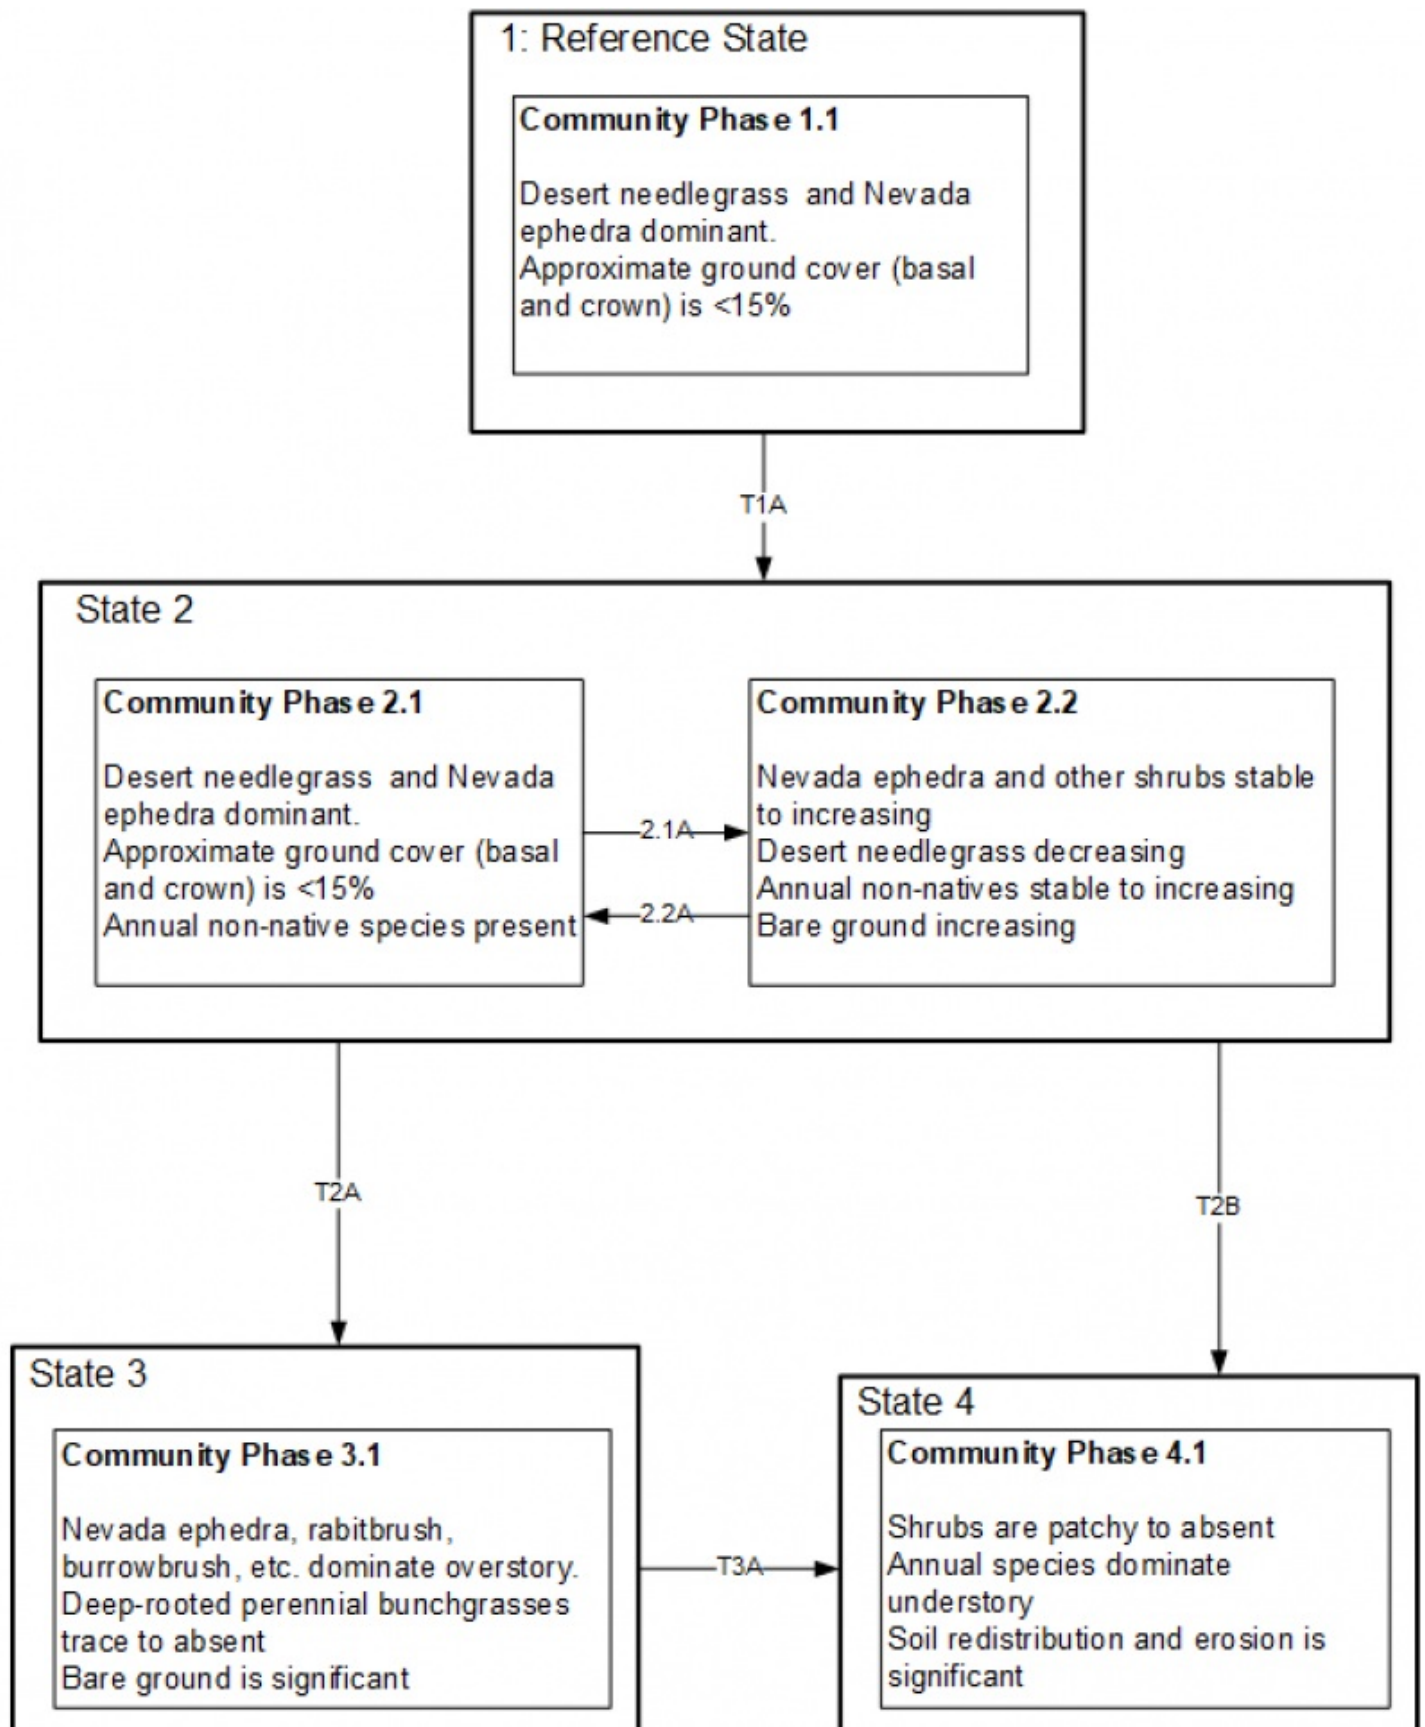 1: Reference State
Community Phase 1.1
Desert needlegrass and Nevada
ephedra dominant.
Approximate ground cover (basal
and crown) is <15%
T1A
State 2
Community Phase 2.1
Desert needlegrass and Nevada
ephedra dominant.
Approximate ground cover (basal
and crown) is <15%
Annual non-native species present
2.1A
2.2A
Community Phase 2.2
Nevada ephedra and other shrubs stable
to increasing
Desert needlegrass decreasing
Annual non-natives stable to increasing
Bare ground increasing
T2A
T2B
State 3
Community Phase 3.1
Nevada ephedra, rabitbrush,
burrowbrush, etc. dominate overstory.
Deep-rooted perennial bunchgrasses
trace to absent
Bare ground is significant
T3A
State 4
Community Phase 4.1
Shrubs are patchy to absent
Annual species dominate
understory
Soil redistribution and erosion is
significant